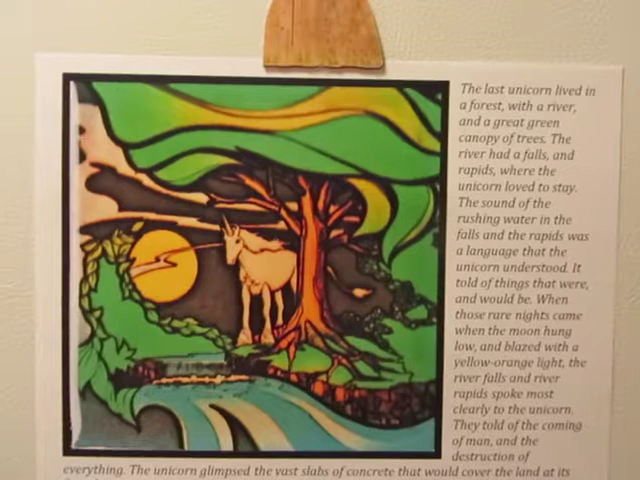 The last unicorn lived in
a forest, with a river,
and a great green
canopy of trees. The
river had a falls, and
rapids, where the
unicorn loved to stay.
The sound of the
rushing water in the
falls and the rapids was
a language that the
unicorn understood. It
told of things that were,
and would be. When
those rare nights came
when the moon hung
low, and blazed with a
yellow-orange light, the
river falls and river
rapids spoke most
clearly to the unicorn.
They told of the coming
of man, and the
destruction of
everything. The unicorn glimpsed the vast slabs of concrete that would cover the land at its